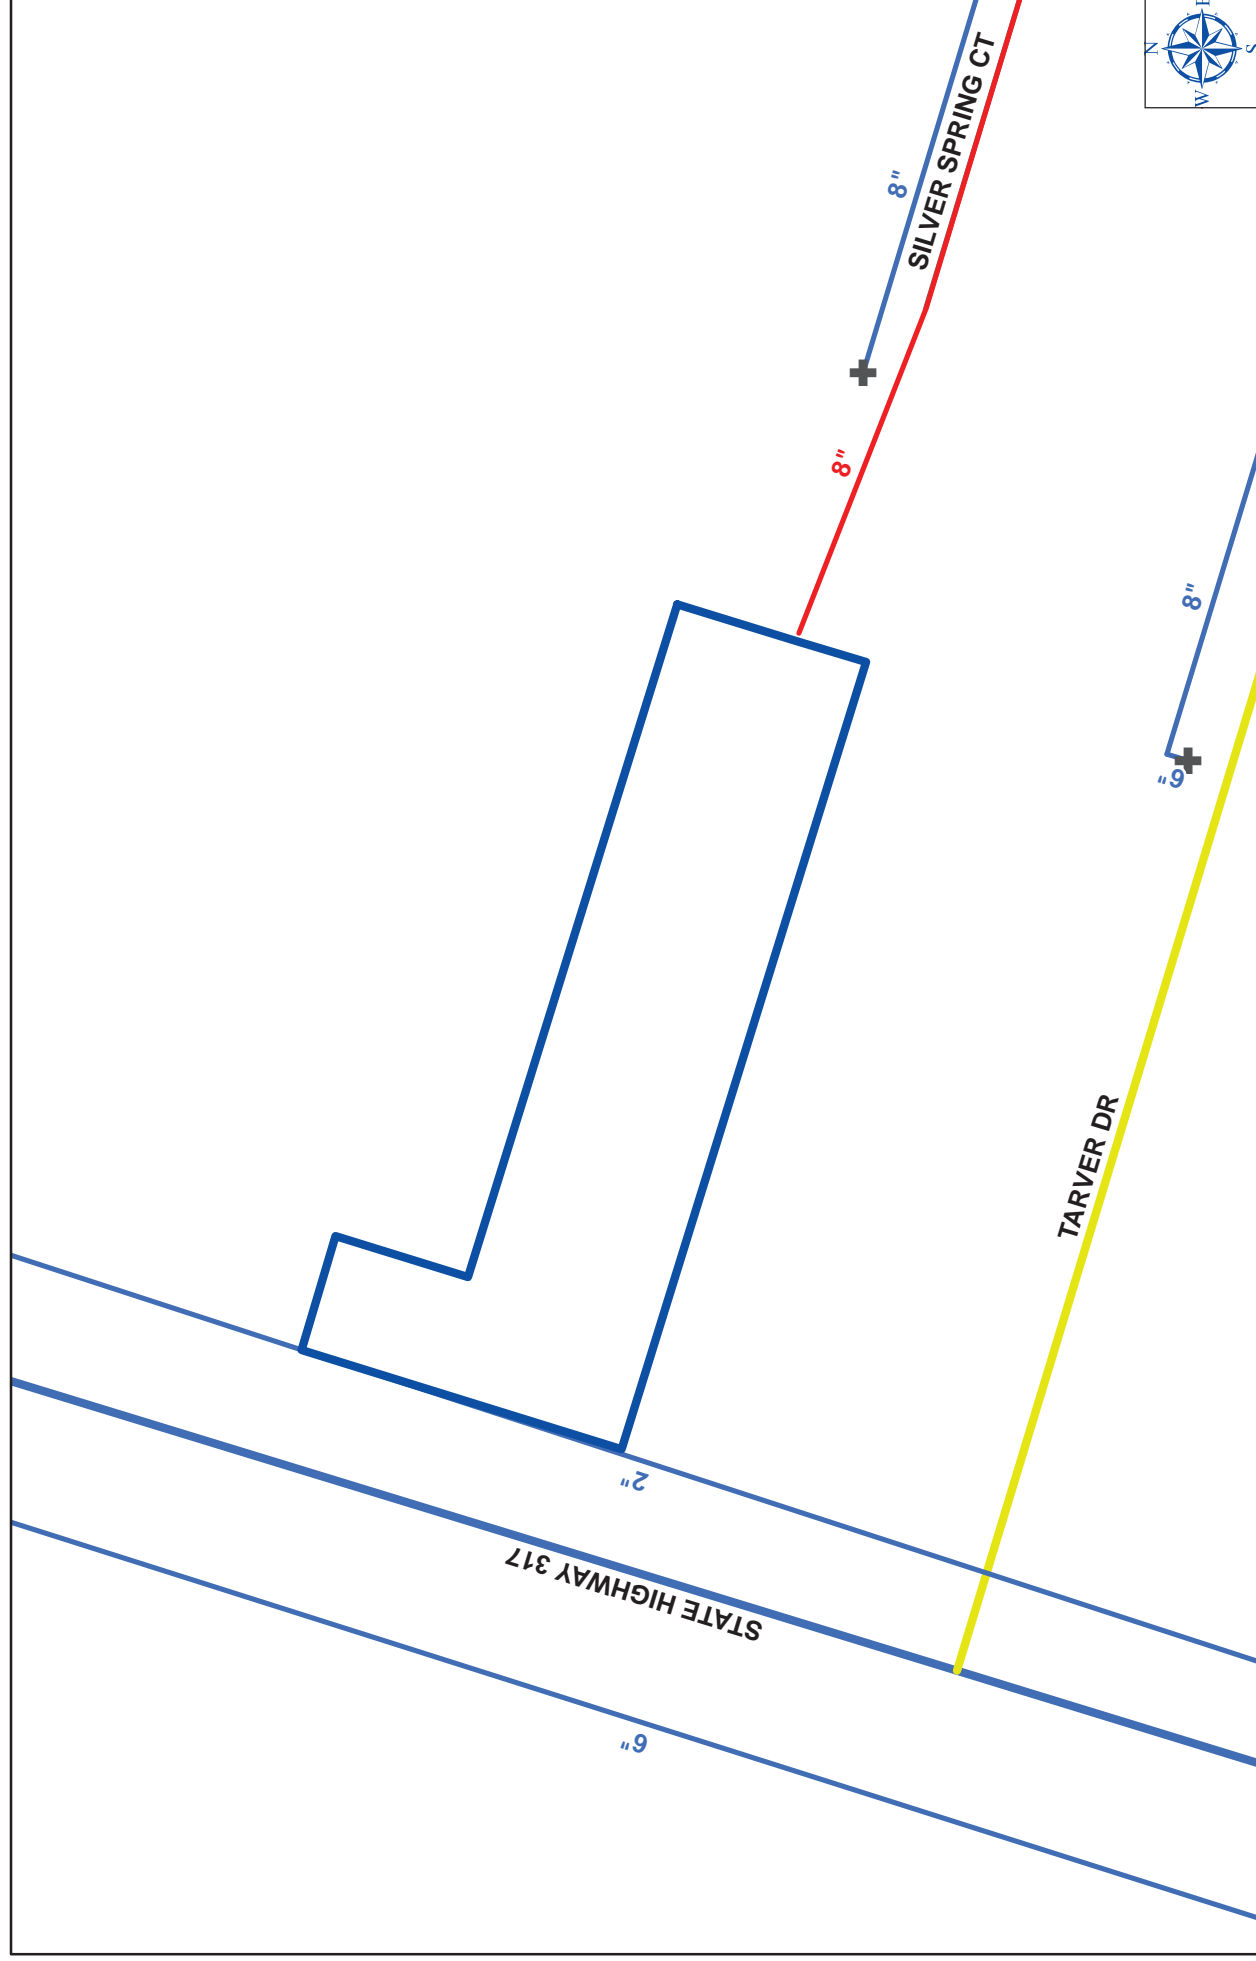 N
E
W
S
SILVER SPRING CT
8"
8"
8"
6"
TARVER DR
2"
STATE HIGHWAY 317
6"